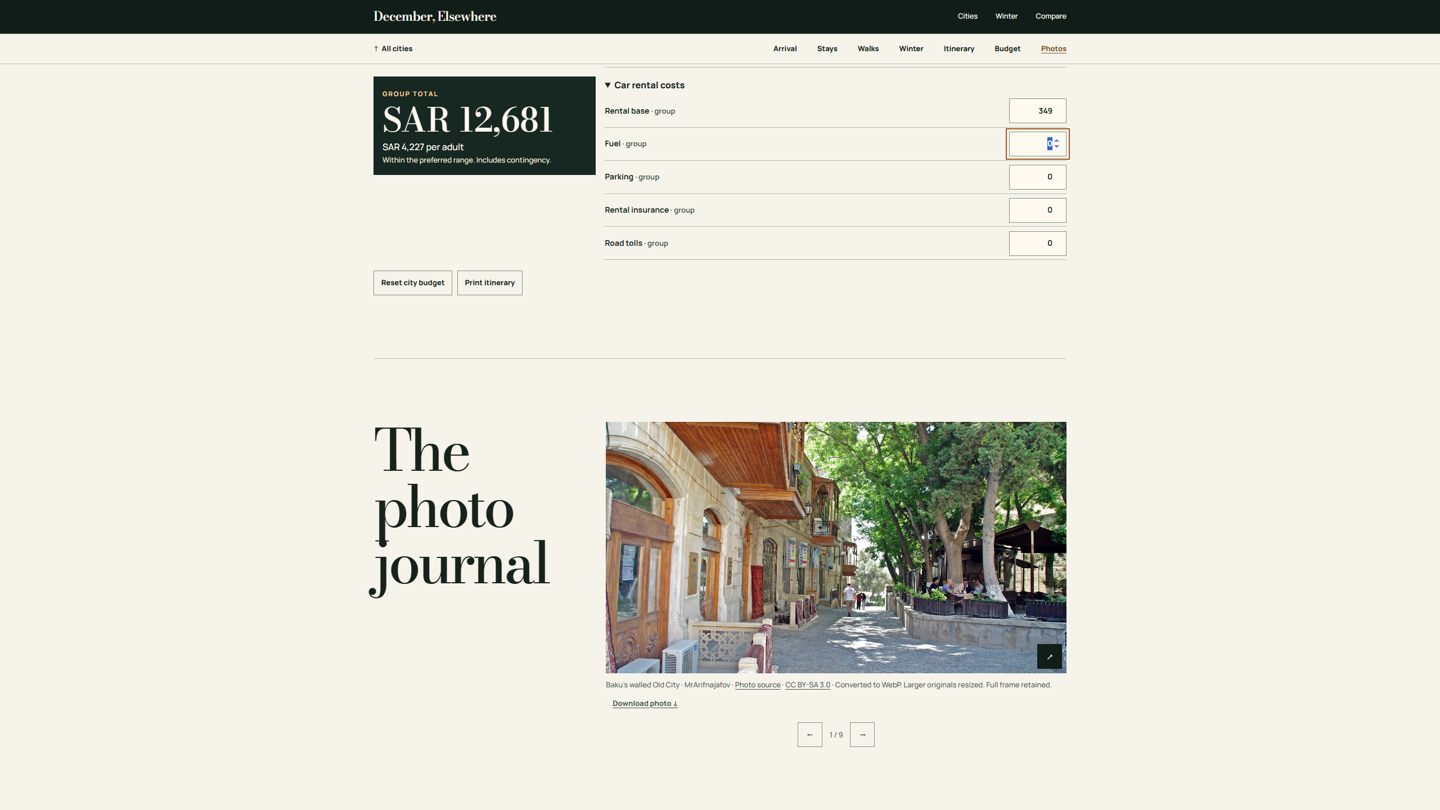 December, Elsewhere
Cities Winter Compare
↑ All cities
Arrival Stays Walks Winter Itinerary Budget Photos
GROUP TOTAL
SAR 12,681
SAR 4,227 per adult
Within the preferred range. Includes contingency.
▼ Car rental costs
Rental base · group 349
Fuel · group 0
Parking · group 0
Rental insurance · group 0
Road tolls · group 0
Reset city budget Print itinerary
The
photo
journal
↗
Baku's walled Old City · MrArifnajafov · Photo source · CC BY-SA 3.0 · Converted to WebP. Larger originals resized. Full frame retained.
Download photo ↓
← 1 / 9 →